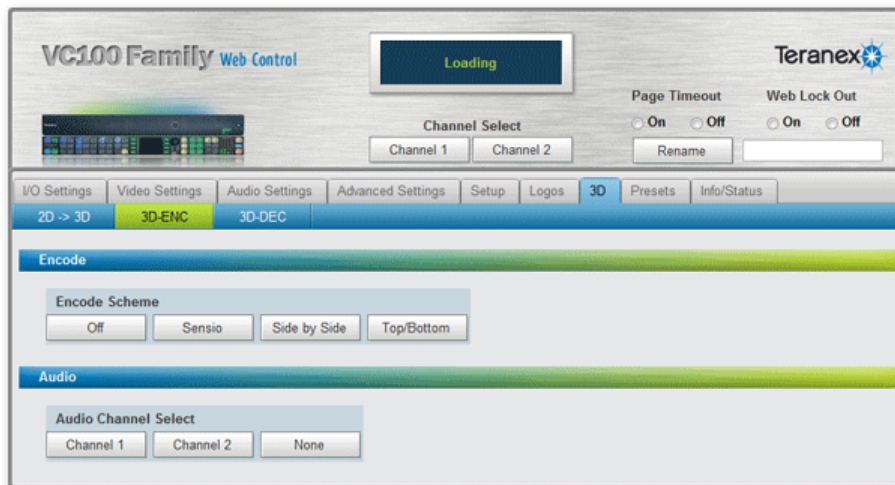 VC100 Family Web Control
Loading
Teranex
Page Timeout
Web Lock Out
On Off
On Off
Channel Select
Channel 1 Channel 2
Rename
I/O Settings Video Settings Audio Settings Advanced Settings Setup Logos 3D Presets Info/Status
2D -> 3D 3D-ENC 3D-DEC
Encode
Encode Scheme
Off Sensio Side by Side Top/Bottom
Audio
Audio Channel Select
Channel 1 Channel 2 None